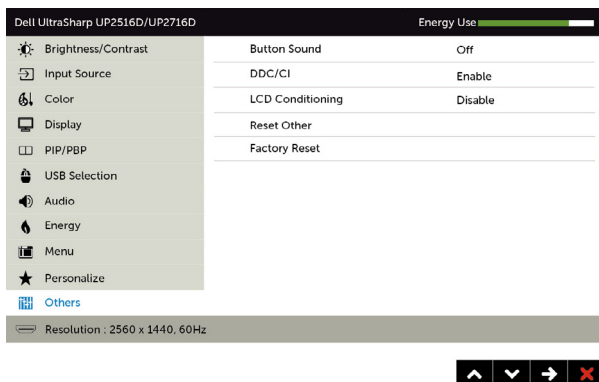 Dell UltraSharp UP2516D/UP2716D Energy Use
Brightness/Contrast Button Sound Off
Input Source DDC/CI Enable
Color LCD Conditioning Disable
Display Reset Other
PIP/PBP Factory Reset
USB Selection
Audio
Energy
Menu
Personalize
Others
Resolution : 2560 x 1440, 60Hz